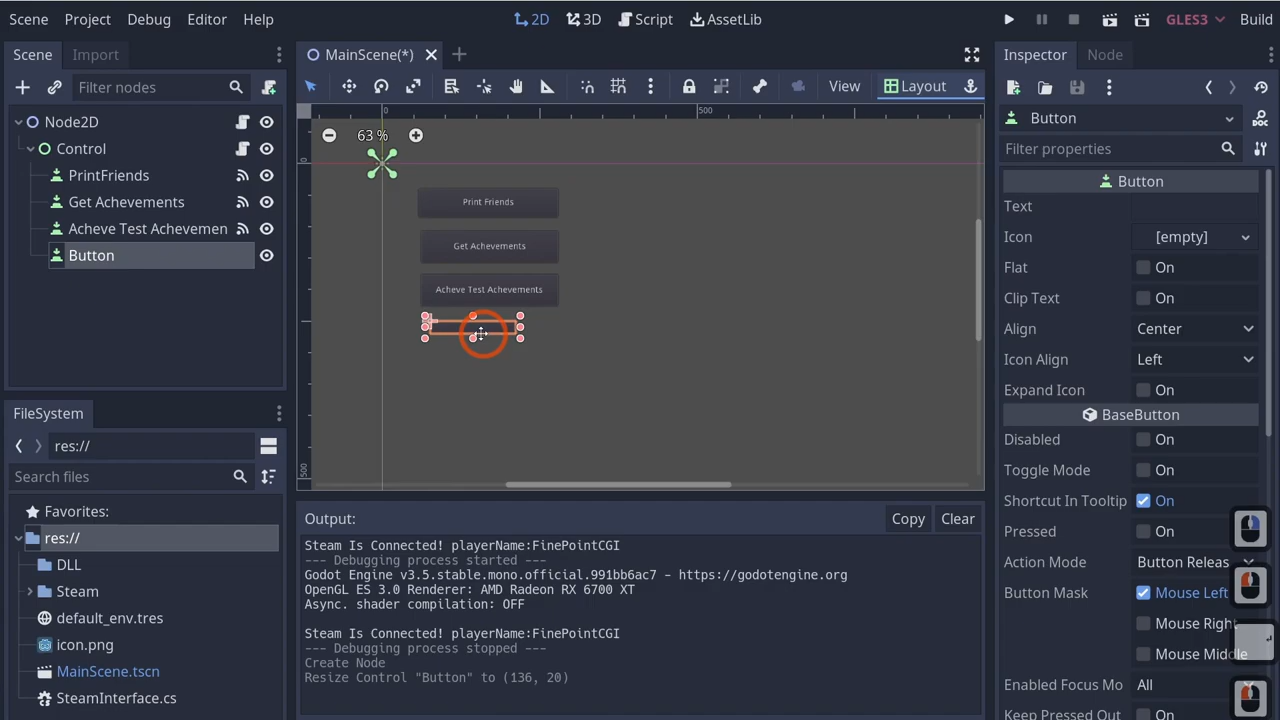 Scene Project Debug Editor Help
2D 3D Script AssetLib
GLES3 Build
Scene Import
Filter nodes
Node2D
Control
PrintFriends
Get Achevements
Acheve Test Achevemen
Button
FileSystem
res://
Search files
Favorites:
res://
DLL
Steam
default_env.tres
icon.png
MainScene.tscn
SteamInterface.cs
MainScene(*)
View Layout
0 500
63 %
0
500
Print Friends
Get Achevements
Acheve Test Achevements
Output:
Copy Clear
Steam Is Connected! playerName:FinePointCGI
--- Debugging process started ---
Godot Engine v3.5.stable.mono.official.991bb6ac7 - https://godotengine.org
OpenGL ES 3.0 Renderer: AMD Radeon RX 6700 XT
Async. shader compilation: OFF
Steam Is Connected! playerName:FinePointCGI
--- Debugging process stopped ---
Create Node
Resize Control "Button" to (136, 20)
Inspector Node
Button
Filter properties
Button
Text
Icon [empty]
Flat On
Clip Text On
Align Center
Icon Align Left
Expand Icon On
BaseButton
Disabled On
Toggle Mode On
Shortcut In Tooltip On
Pressed On
Action Mode Button Releas
Button Mask Mouse Left
Mouse Right
Mouse Middle
Enabled Focus Mo All
Keep Pressed Out On